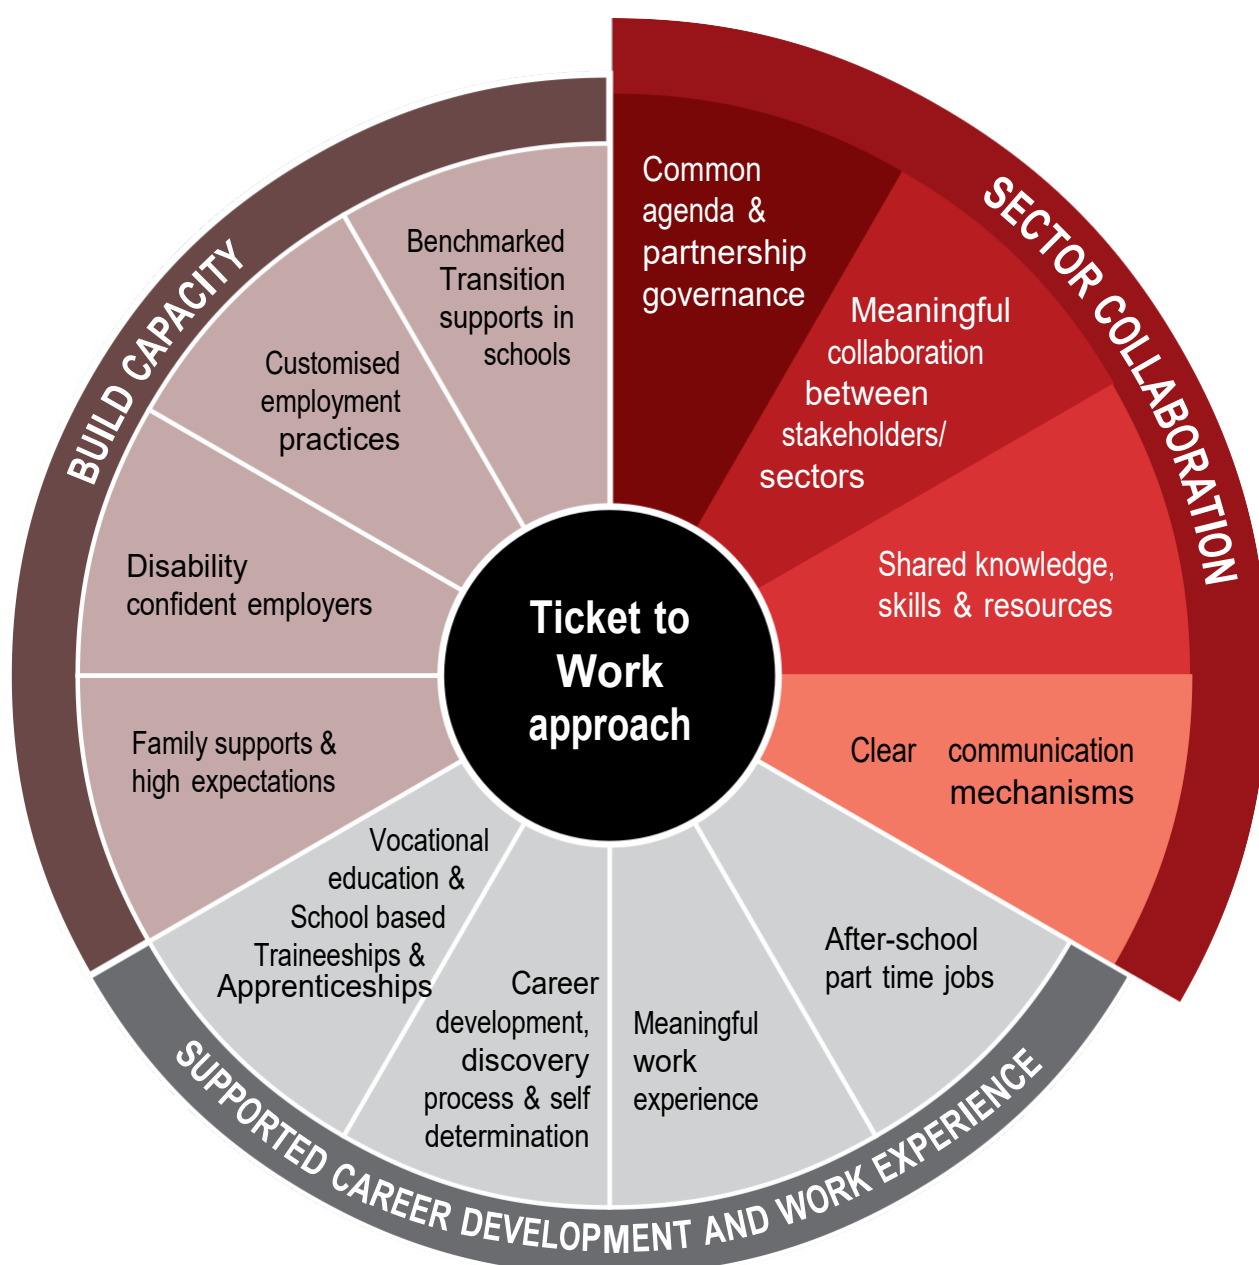 Ticket to
Work
approach
SECTOR COLLABORATION
Common
agenda &
partnership
governance
Meaningful
collaboration
between
stakeholders/
sectors
Shared knowledge,
skills & resources
Clear communication
mechanisms
SUPPORTED CAREER DEVELOPMENT AND WORK EXPERIENCE
After-school
part time jobs
Meaningful
work
experience
Career
development,
discovery
process & self
determination
Vocational
education &
School based
Traineeships &
Apprenticeships
BUILD CAPACITY
Family supports &
high expectations
Disability
confident employers
Customised
employment
practices
Benchmarked
Transition
supports in
schools